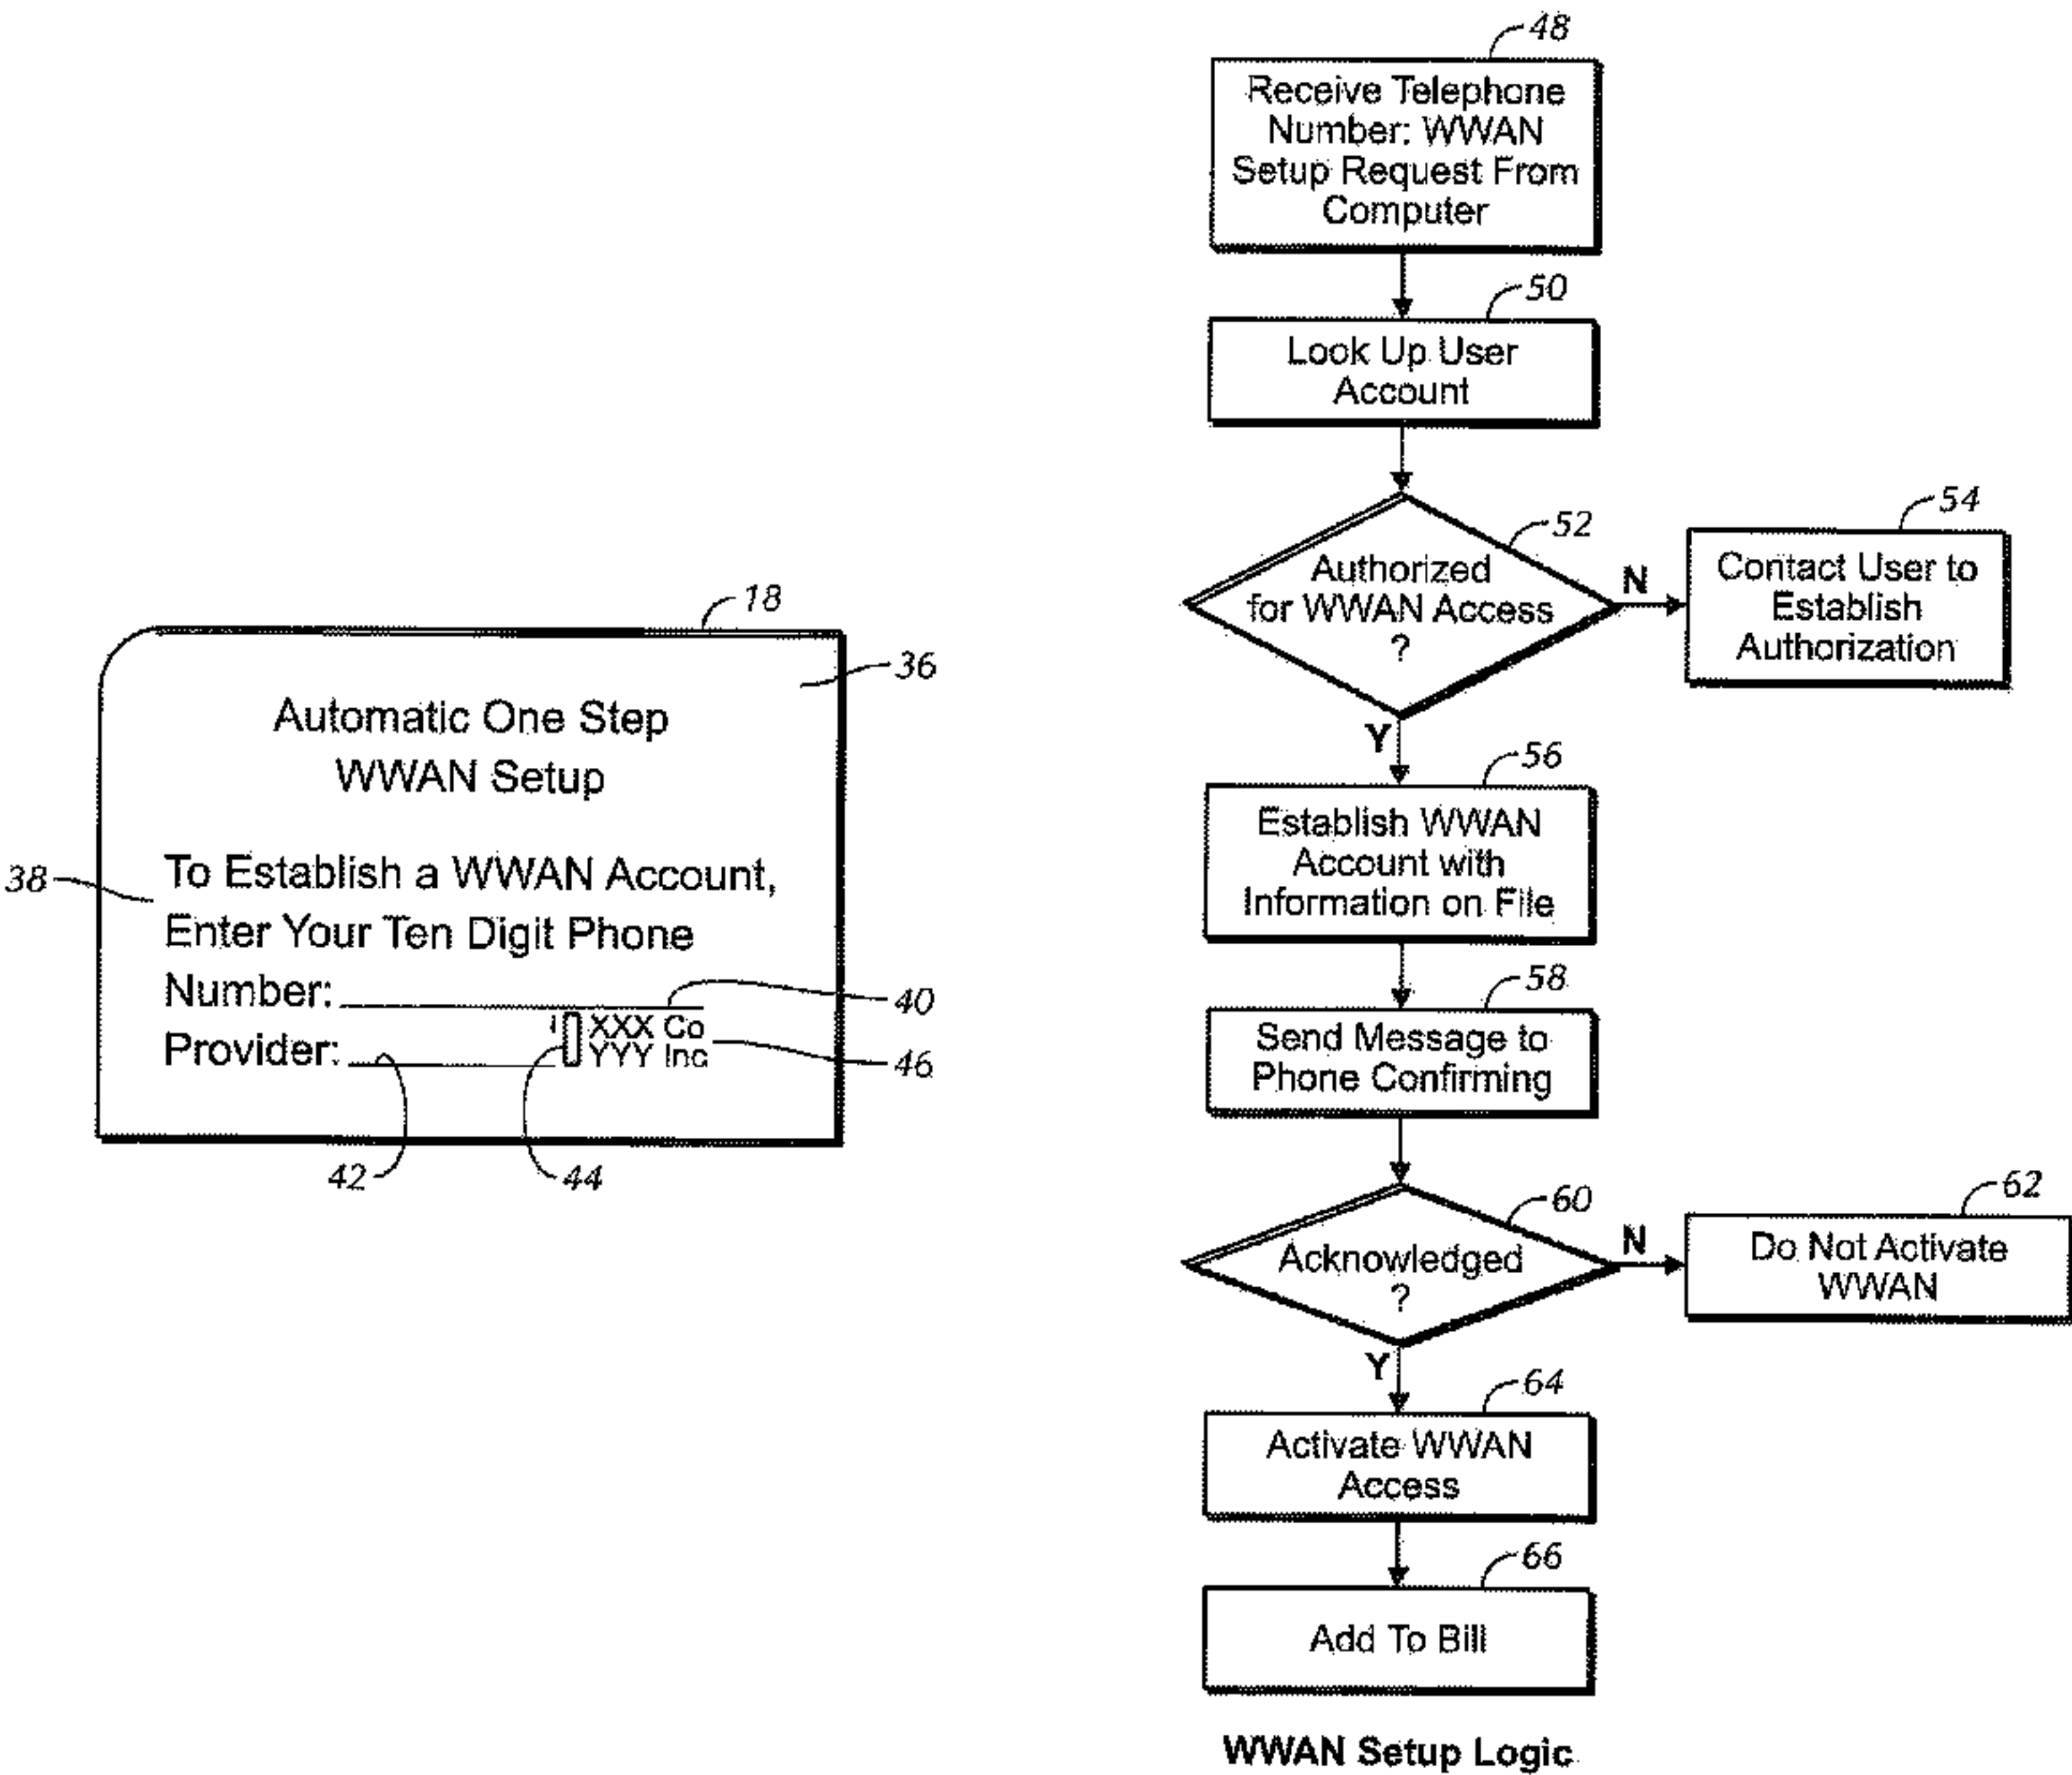 18
36
Automatic One Step
WWAN Setup
38
To Establish a WWAN Account,
Enter Your Ten Digit Phone
Number:
40
XXX Co
Provider:
YYY Inc
46
42
44
48
Receive Telephone
Number: WWAN
Setup Request From
Computer
50
Look Up User
Account
52
Authorized
for WWAN Access
?
N
54
Contact User to
Establish
Authorization
Y
56
Establish WWAN
Account with
Information on File
58
Send Message to
Phone Confirming
60
Acknowledged
?
N
62
Do Not Activate
WWAN
Y
64
Activate WWAN
Access
66
Add To Bill
WWAN Setup Logic